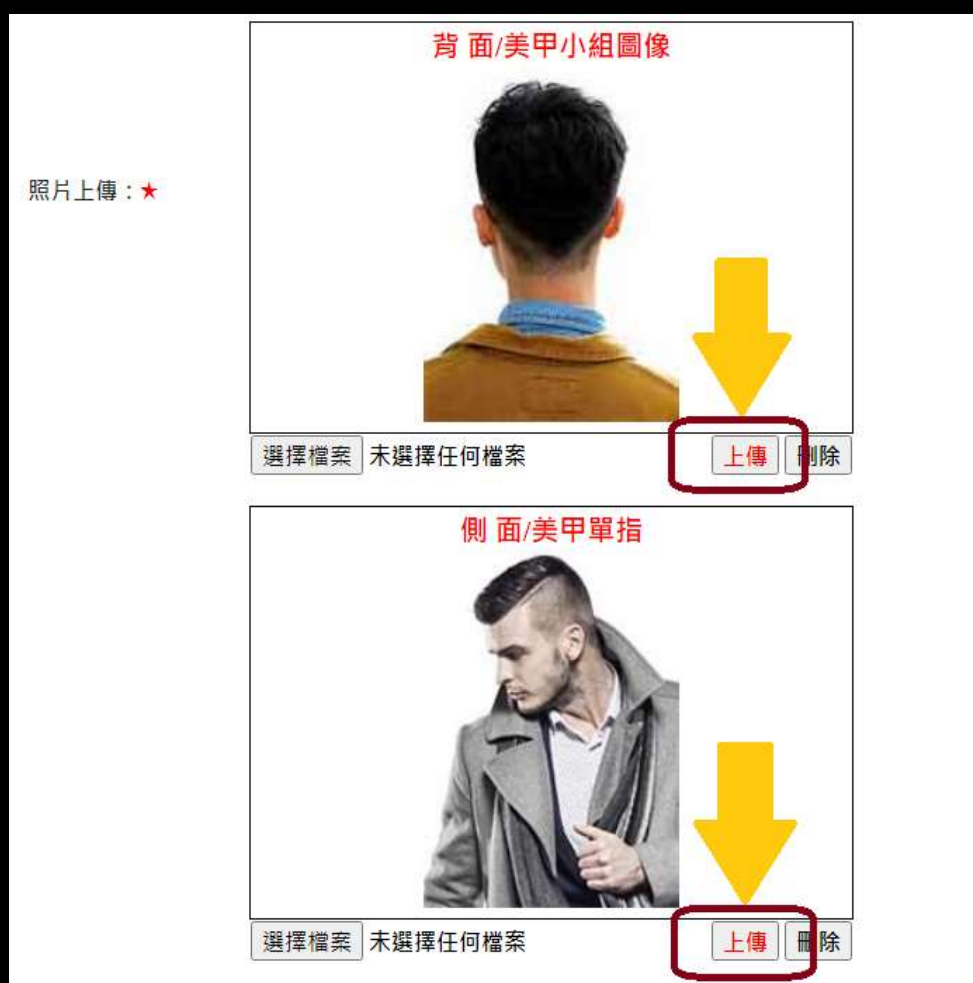 背 面/美甲小組圖像
照片上傳：★
選擇檔案 未選擇任何檔案 上傳 刪除
側 面/美甲單指
選擇檔案 未選擇任何檔案 上傳 刪除